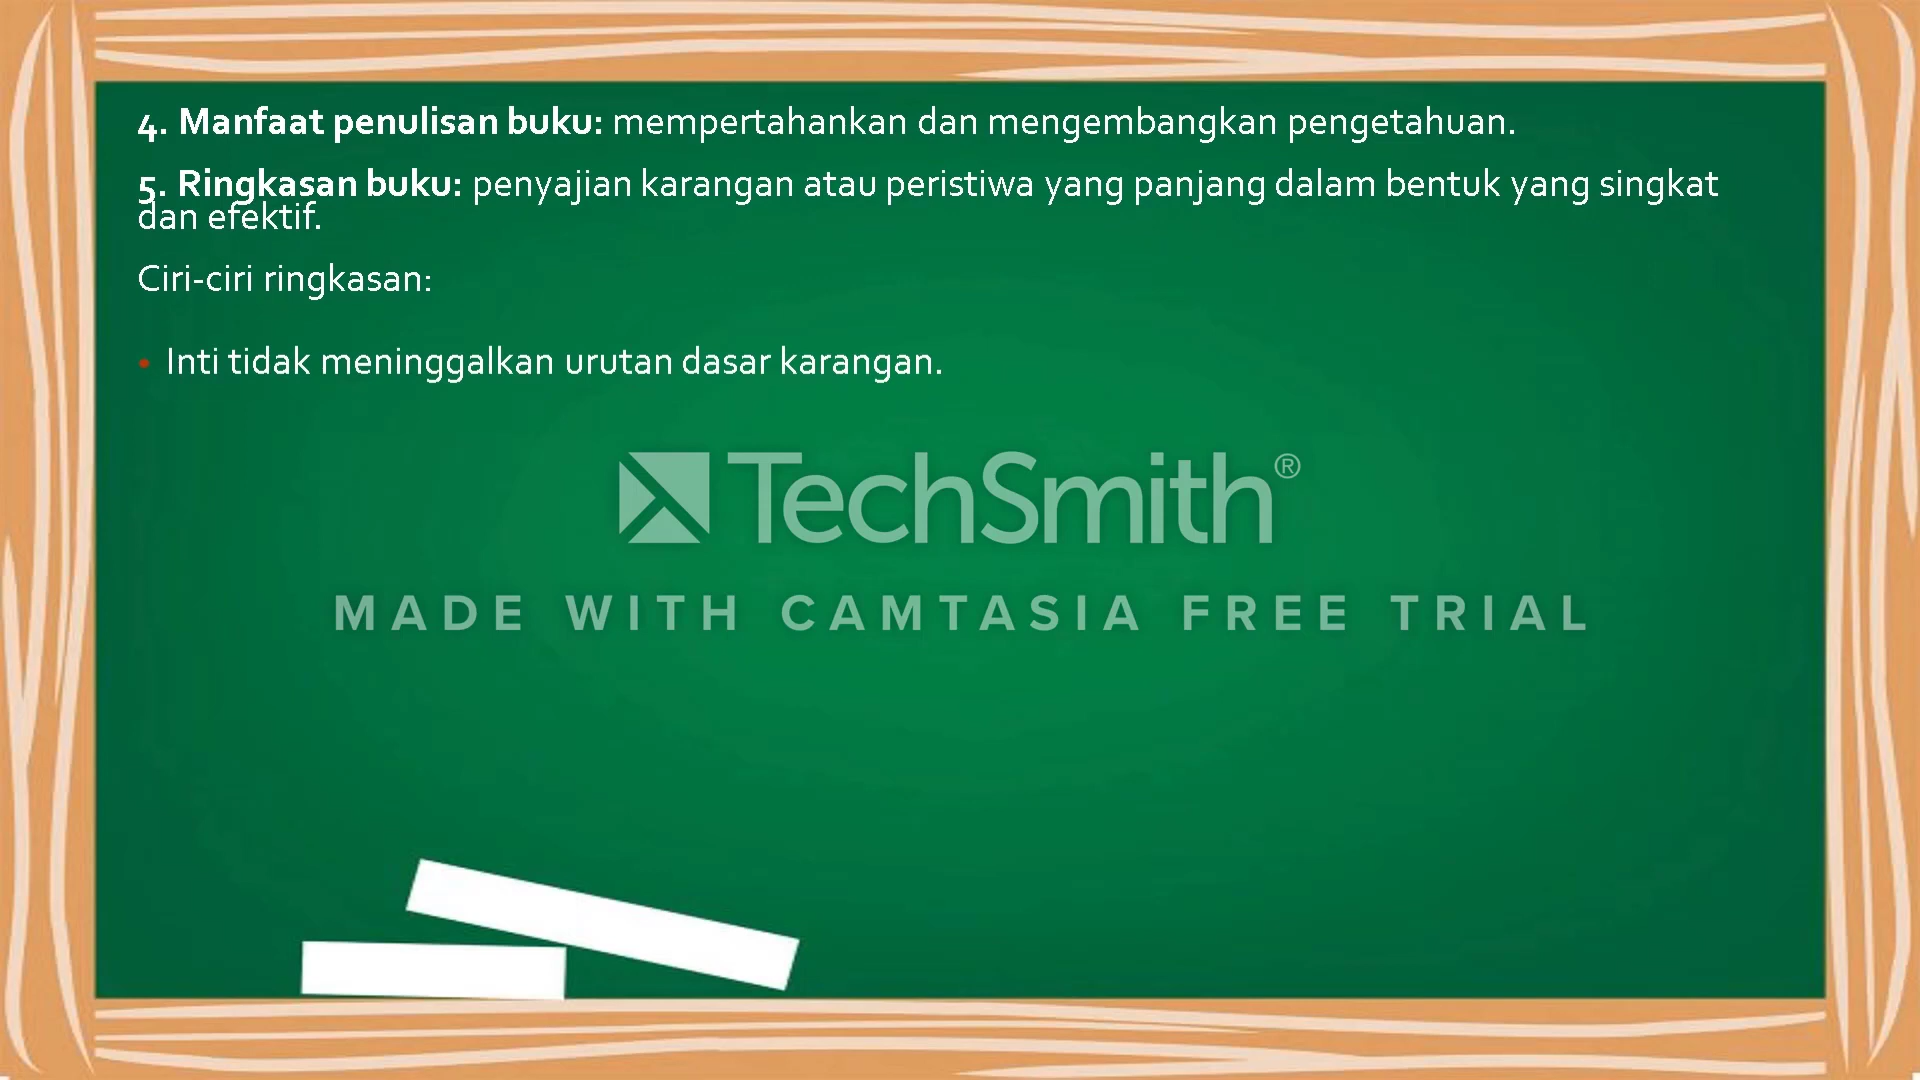 4. Manfaat penulisan buku: mempertahankan dan mengembangkan pengetahuan.
5. Ringkasan buku: penyajian karangan atau peristiwa yang panjang dalam bentuk yang singkat
dan efektif.
Ciri-ciri ringkasan:
• Inti tidak meninggalkan urutan dasar karangan.
TechSmith®
MADE WITH CAMTASIA FREE TRIAL